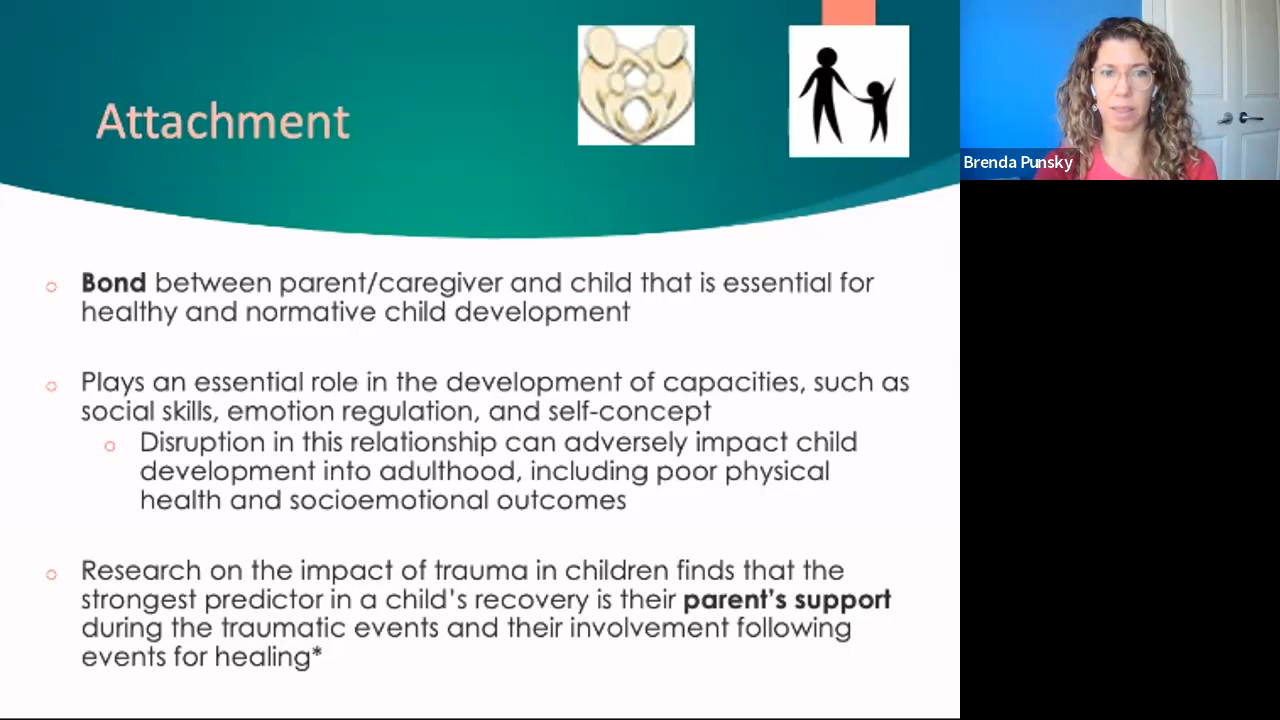 Attachment
Brenda Punsky
Bond between parent/caregiver and child that is essential for
healthy and normative child development
Plays an essential role in the development of capacities, such as
social skills, emotion regulation, and self-concept
Disruption in this relationship can adversely impact child
development into adulthood, including poor physical
health and socioemotional outcomes
Research on the impact of trauma in children finds that the
strongest predictor in a child's recovery is their parent's support
during the traumatic events and their involvement following
events for healing*